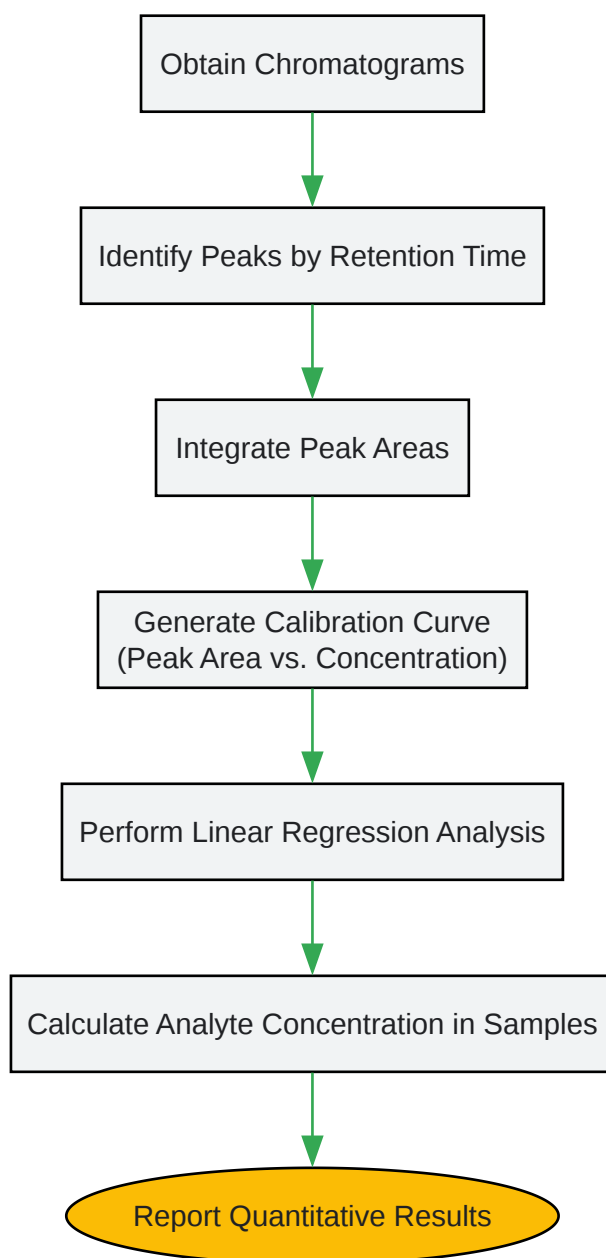 Obtain Chromatograms
Identify Peaks by Retention Time
Integrate Peak Areas
Generate Calibration Curve
(Peak Area vs. Concentration)
Perform Linear Regression Analysis
Calculate Analyte Concentration in Samples
Report Quantitative Results